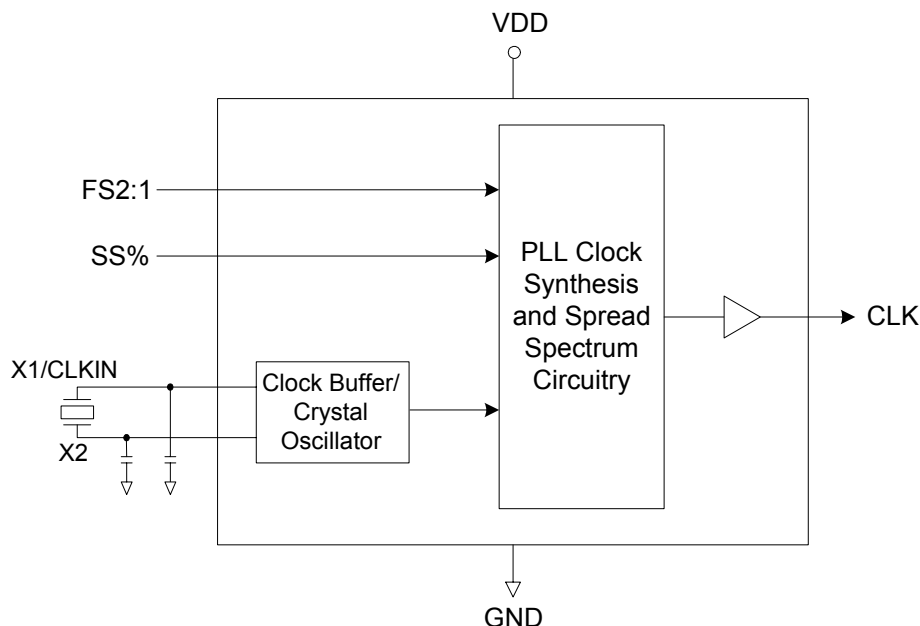 VDD
FS2:1
SS%
PLL Clock
Synthesis
and Spread
Spectrum
Circuitry
CLK
X1/CLKIN
X2
Clock Buffer/
Crystal
Oscillator
GND